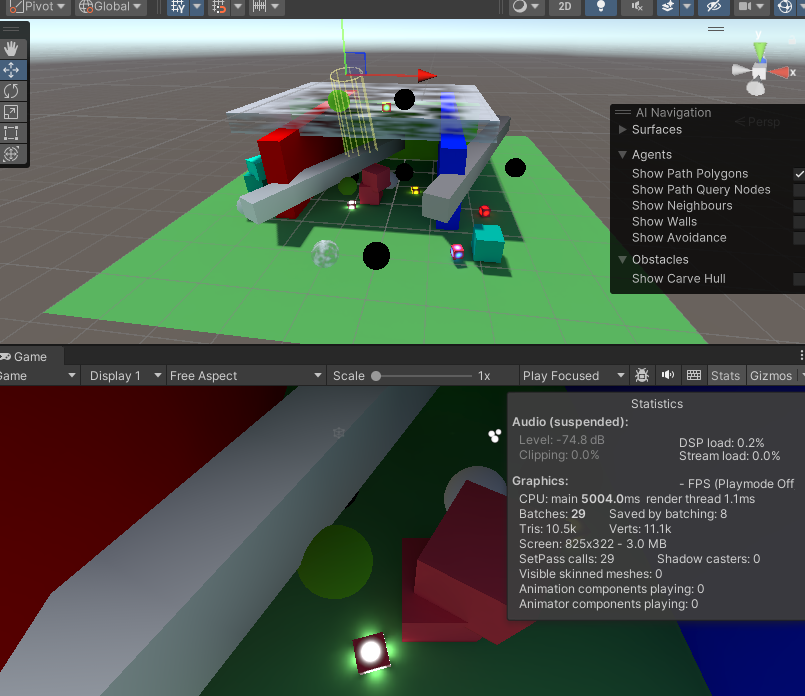 Pivot Global 2D
Y
x
< Persp
AI Navigation
Surfaces
Agents
Show Path Polygons
Show Path Query Nodes
Show Neighbours
Show Walls
Show Avoidance
Obstacles
Show Carve Hull
Game
ame Display 1 Free Aspect Scale 1x Play Focused Stats Gizmos
Statistics
Audio (suspended):
Level: -74.8 dB DSP load: 0.2%
Clipping: 0.0% Stream load: 0.0%
Graphics: - FPS (Playmode Off
CPU: main 5004.0ms render thread 1.1ms
Batches: 29 Saved by batching: 8
Tris: 10.5k Verts: 11.1k
Screen: 825x322 - 3.0 MB
SetPass calls: 29 Shadow casters: 0
Visible skinned meshes: 0
Animation components playing: 0
Animator components playing: 0